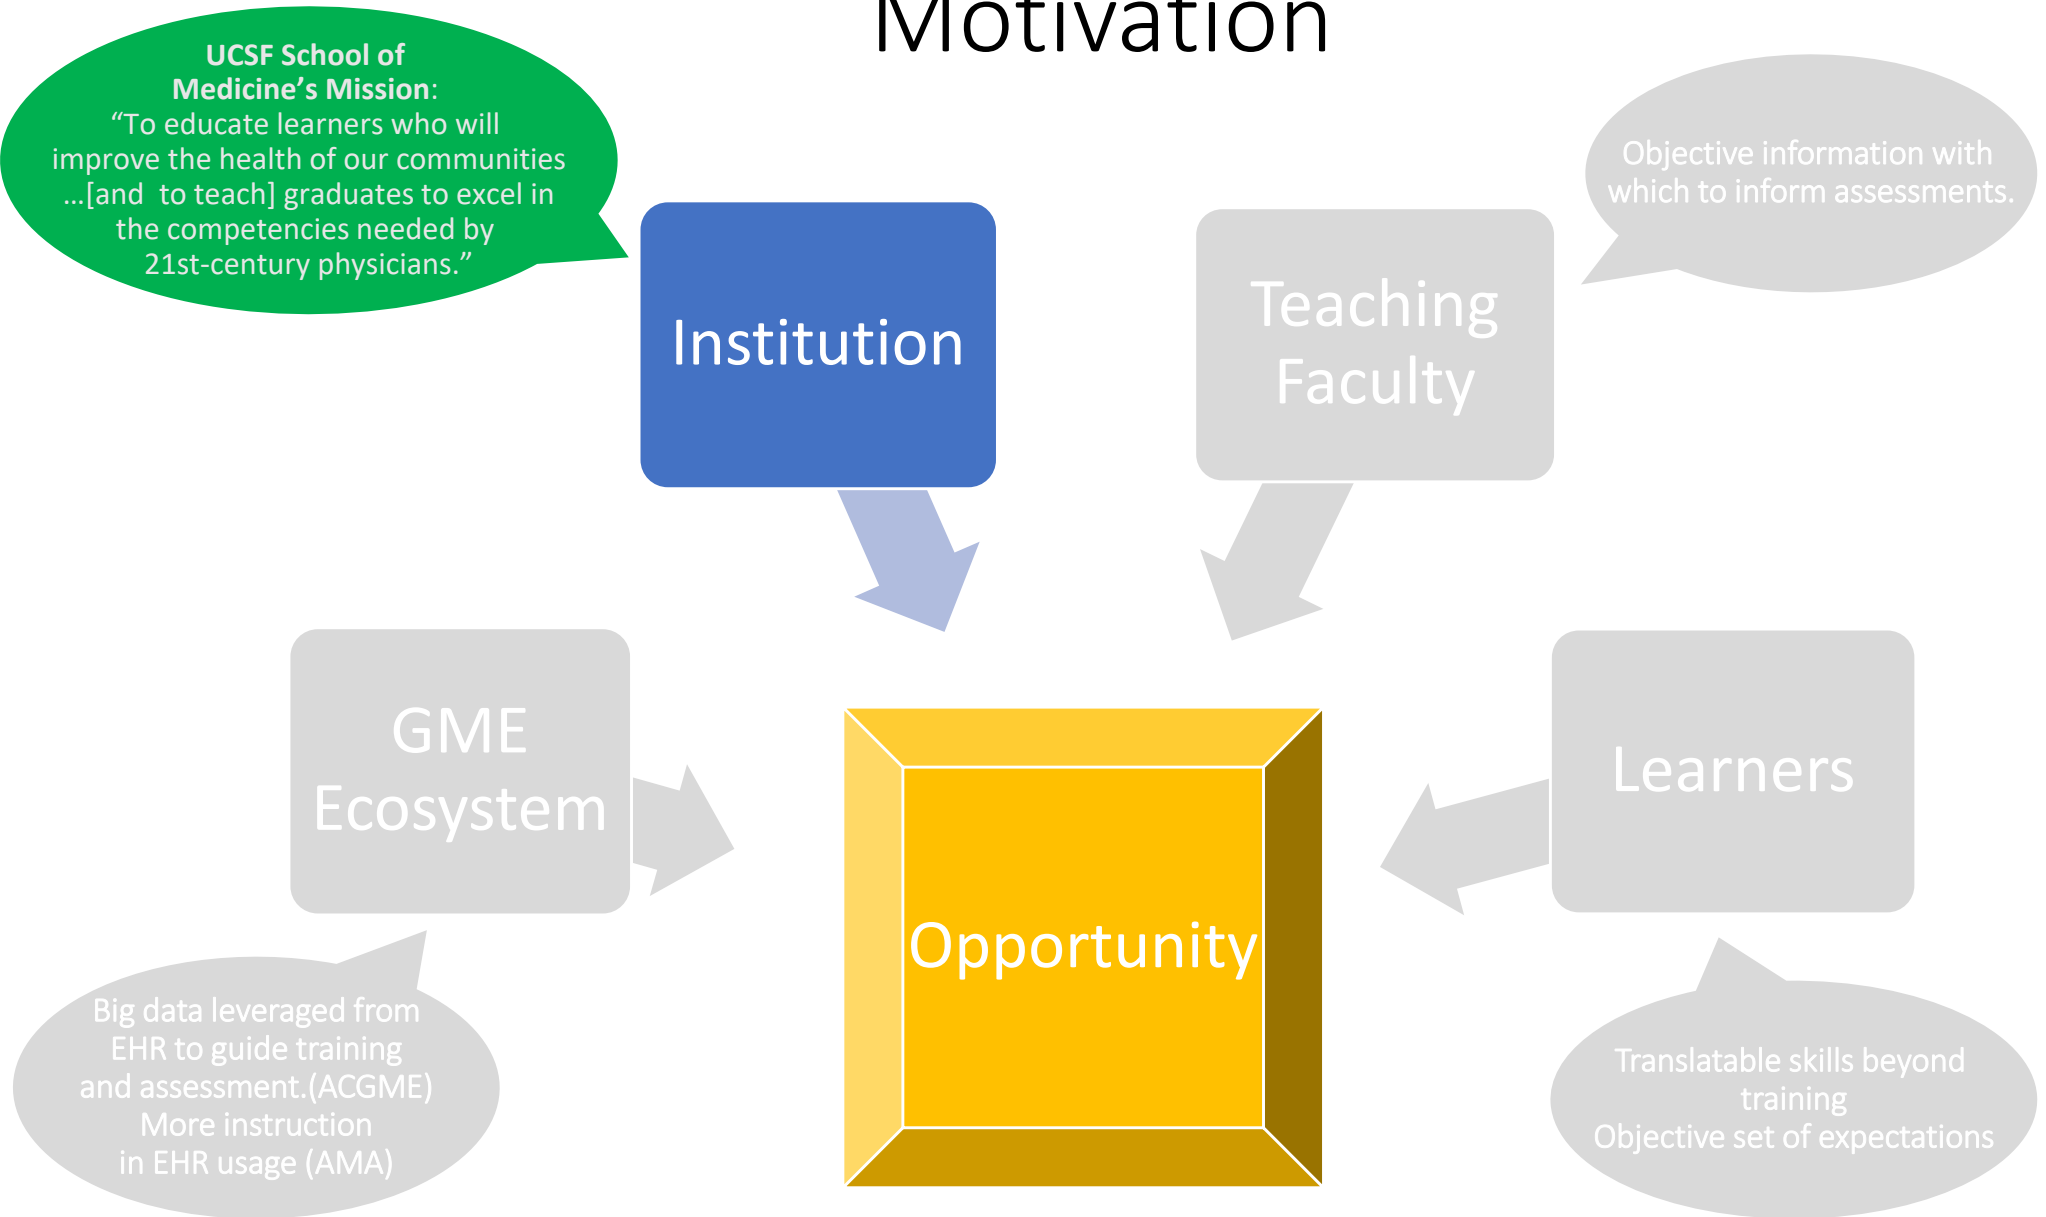 Motivation
UCSF School of
Medicine’s Mission:
“To educate learners who will
improve the health of our communities
…[and  to teach] graduates to excel in
the competencies needed by
21st-century physicians.”
Objective information with
which to inform assessments.
Institution
Teaching
Faculty
GME
Ecosystem
Learners
Opportunity
Big data leveraged from
EHR to guide training
and assessment.(ACGME)
More instruction
in EHR usage (AMA)
Translatable skills beyond
training
Objective set of expectations